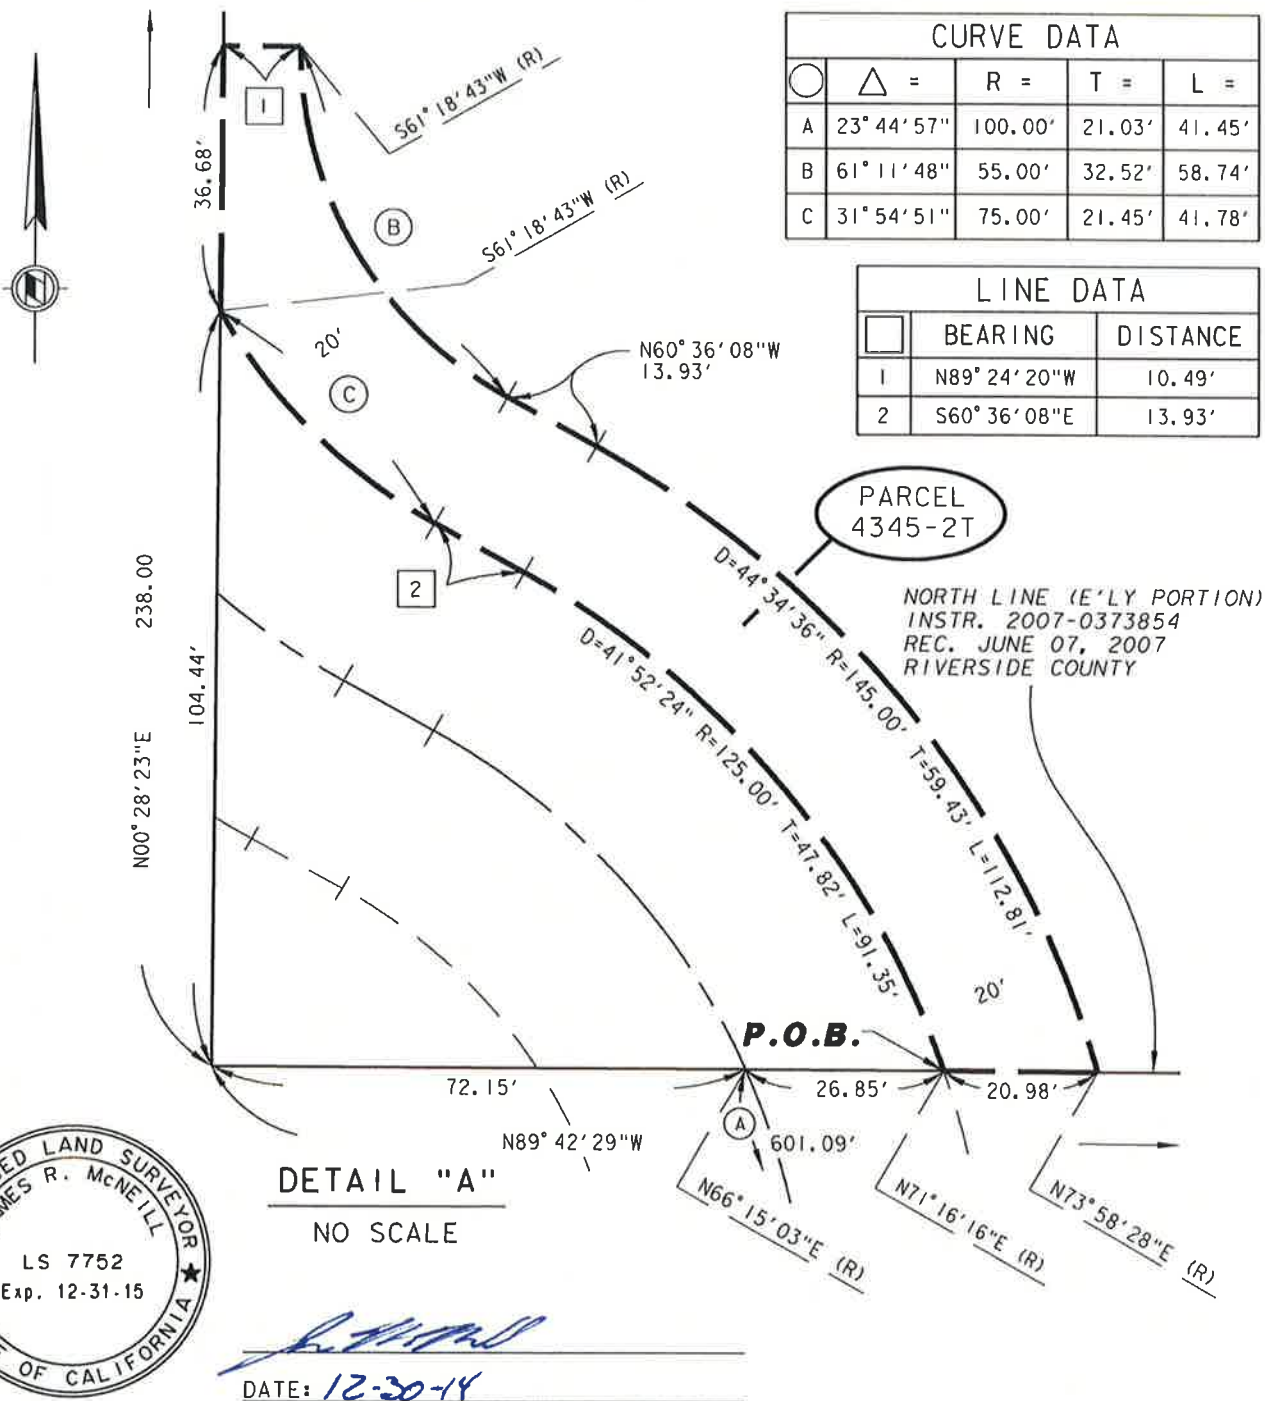 CURVE DATA
△ = R = T = L =
A 23°44'57" 100.00' 21.03' 41.45'
B 61°11'48" 55.00' 32.52' 58.74'
C 31°54'51" 75.00' 21.45' 41.78'
LINE DATA
BEARING DISTANCE
1 N89°24'20"W 10.49'
2 S60°36'08"E 13.93'
1
S61°18'43"W (R)
36.68'
B
S61°18'43"W (R)
20'
N60°36'08"W
13.93'
C
PARCEL
4345-2T
2
NORTH LINE (E'LY PORTION)
INSTR. 2007-0373854
REC. JUNE 07, 2007
RIVERSIDE COUNTY
D=44°34'36" R=145.00' T=59.43' L=112.81'
D=41°52'24" R=125.00' T=47.82' L=91.35'
N00°28'23"E 238.00
104.44'
20'
P.O.B.
72.15'
26.85'
20.98'
A
N89°42'29"W
601.09'
N66°15'03"E (R)
N71°16'16"E (R)
N73°58'28"E (R)
DETAIL "A"
NO SCALE
ED LAND SURVEYOR
MES R. McNEILL
LS 7752
Exp. 12-31-15
E OF CALIFORNIA
DATE: 12-30-14